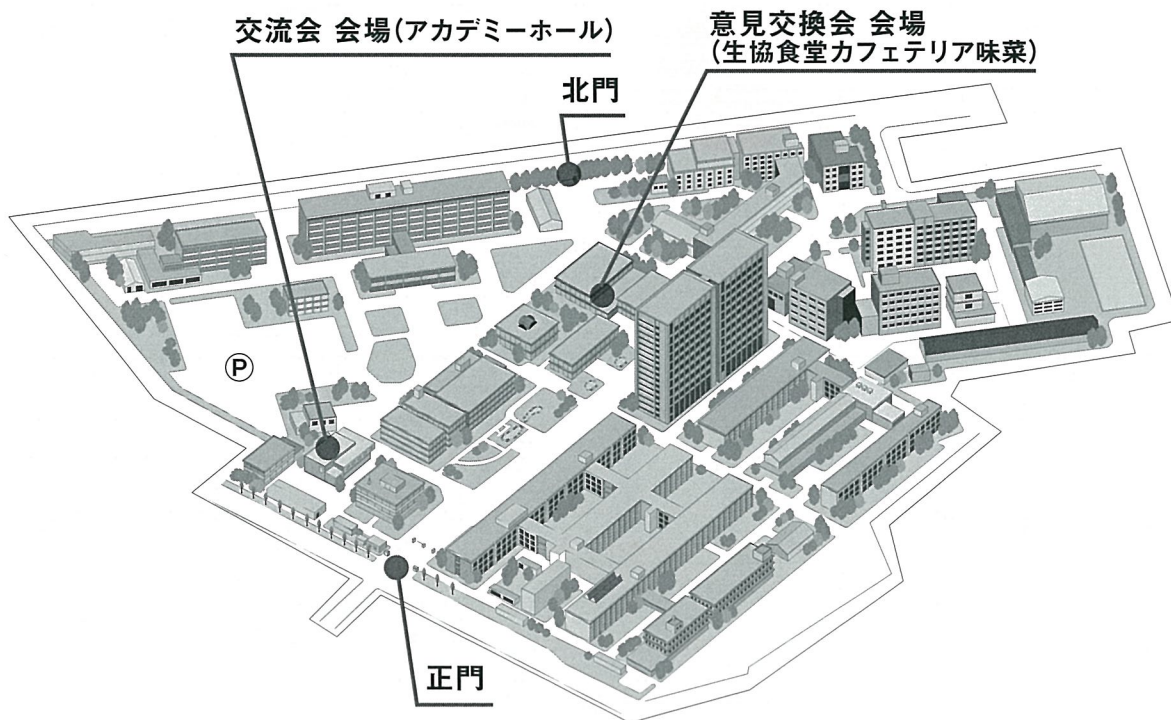 交流会 会場(アカデミーホール)
意見交換会 会場
(生協食堂カフェテリア味菜)
北門
P
正門